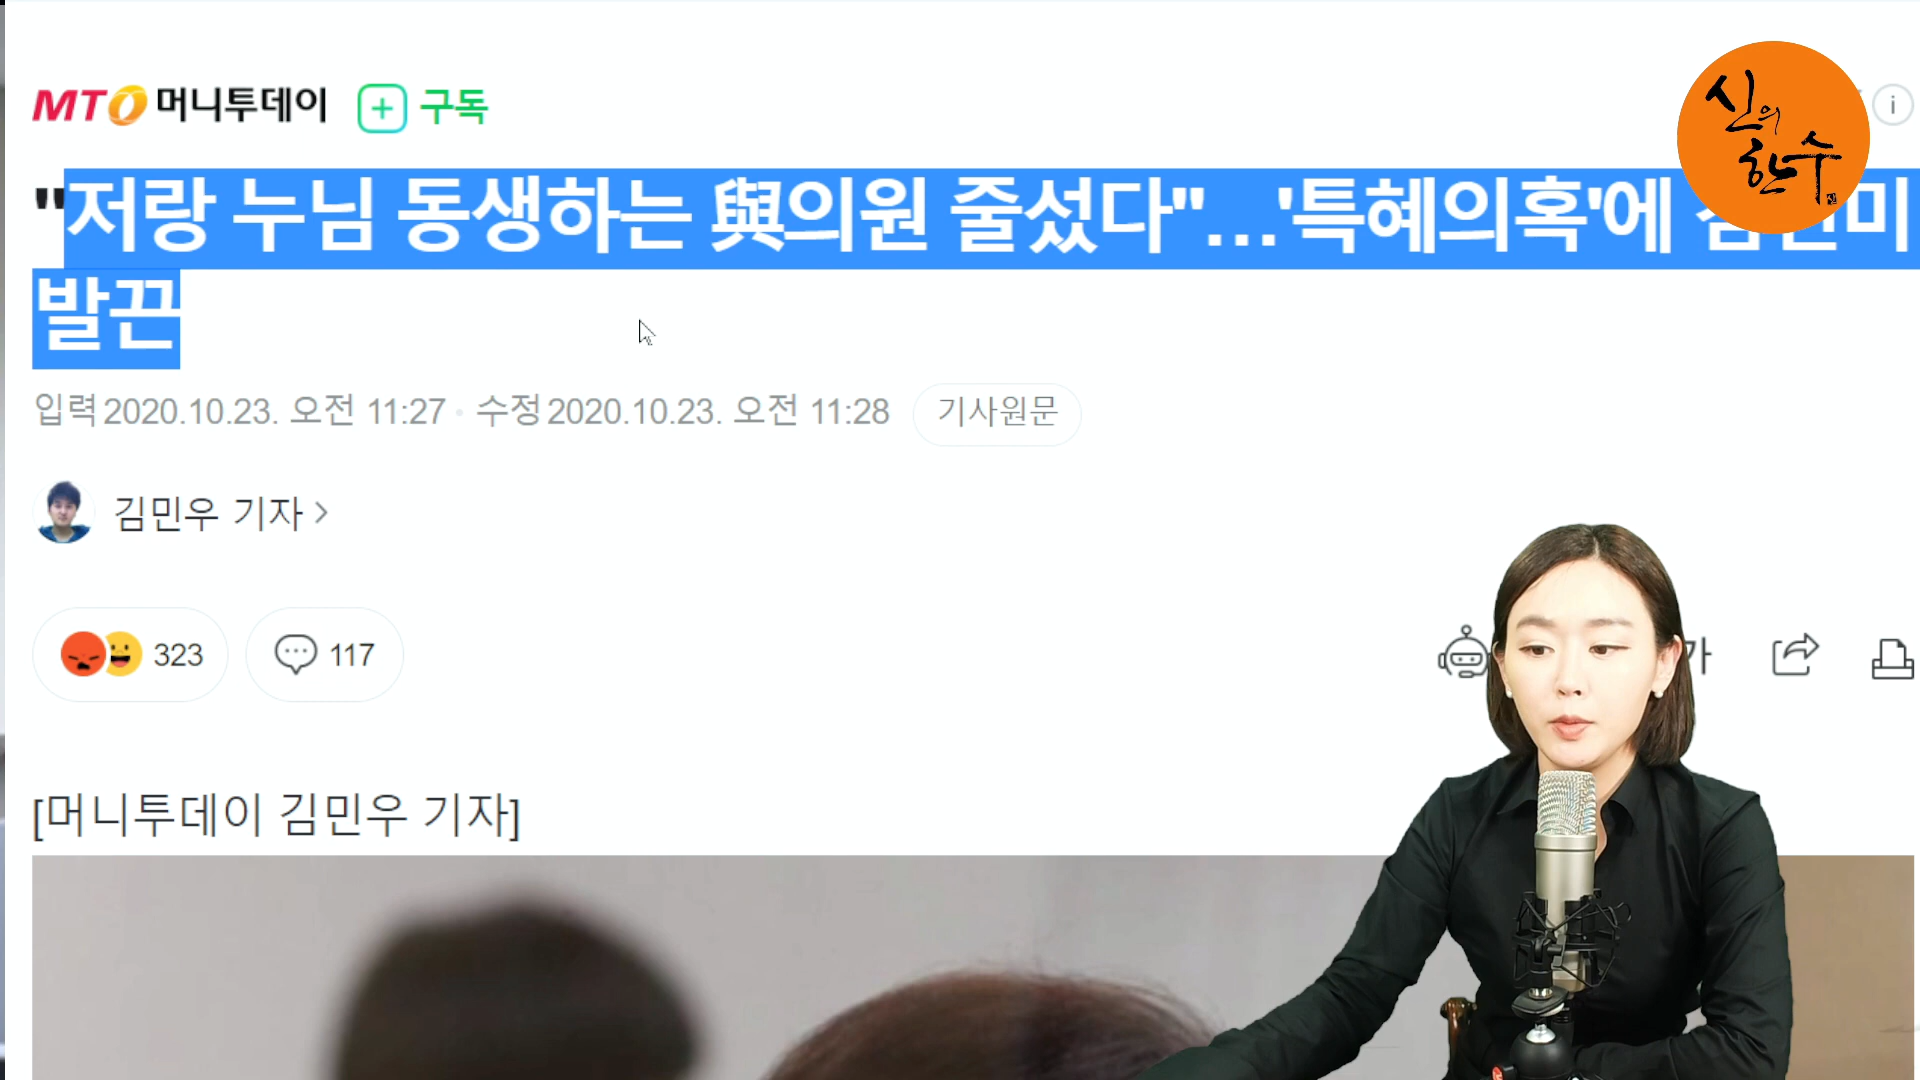 MTO 머니투데이 구독
신의
한수
i
"저랑 누님 동생하는 與의원 줄섰다"...'특혜의혹'에
발끈
입력 2020.10.23. 오전 11:27 · 수정 2020.10.23. 오전 11:28 기사원문
김민우 기자 >
323 117
가
[머니투데이 김민우 기자]